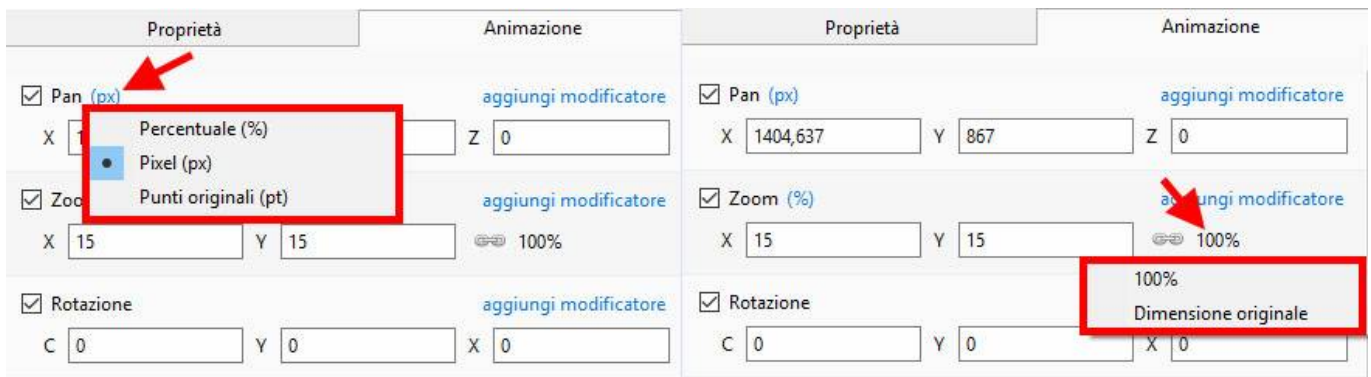 Proprietà Animazione
Pan (px) aggiungi modificatore
Percentuale (%)
X 1 Z 0
Pixel (px)
Punti originali (pt)
Zoo aggiungi modificatore
X 15 Y 15 100%
Rotazione aggiungi modificatore
C 0 Y 0 X 0
Proprietà Animazione
Pan (px) aggiungi modificatore
X 1404,637 Y 867 Z 0
Zoom (%) aggiungi modificatore
X 15 Y 15 100%
100%
Rotazione
Dimensione originale
C 0 Y 0 X 0